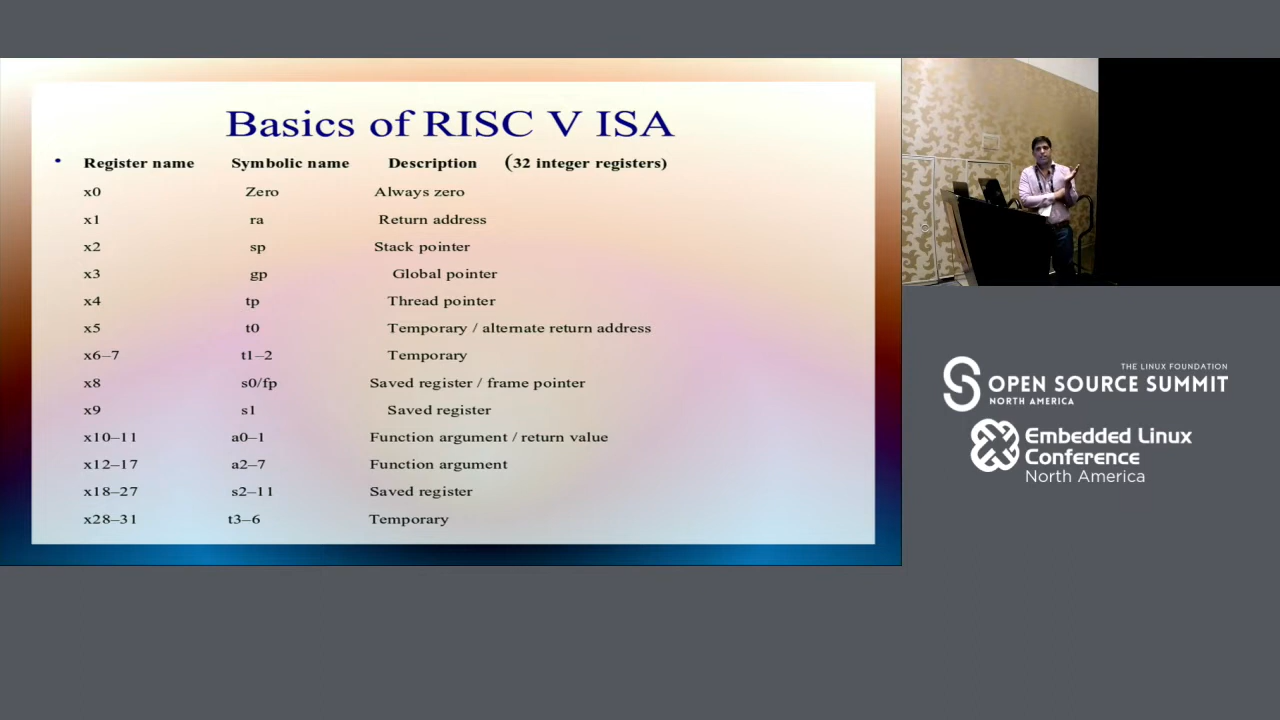 Basics of RISC V ISA
• Register name Symbolic name Description (32 integer registers)
x0 Zero Always zero
x1 ra Return address
x2 sp Stack pointer
x3 gp Global pointer
x4 tp Thread pointer
x5 t0 Temporary / alternate return address
x6–7 t1–2 Temporary
x8 s0/fp Saved register / frame pointer
x9 s1 Saved register
x10–11 a0–1 Function argument / return value
x12–17 a2–7 Function argument
x18–27 s2–11 Saved register
x28–31 t3–6 Temporary
THE LINUX FOUNDATION
OPEN SOURCE SUMMIT
NORTH AMERICA
Embedded Linux
Conference
North America